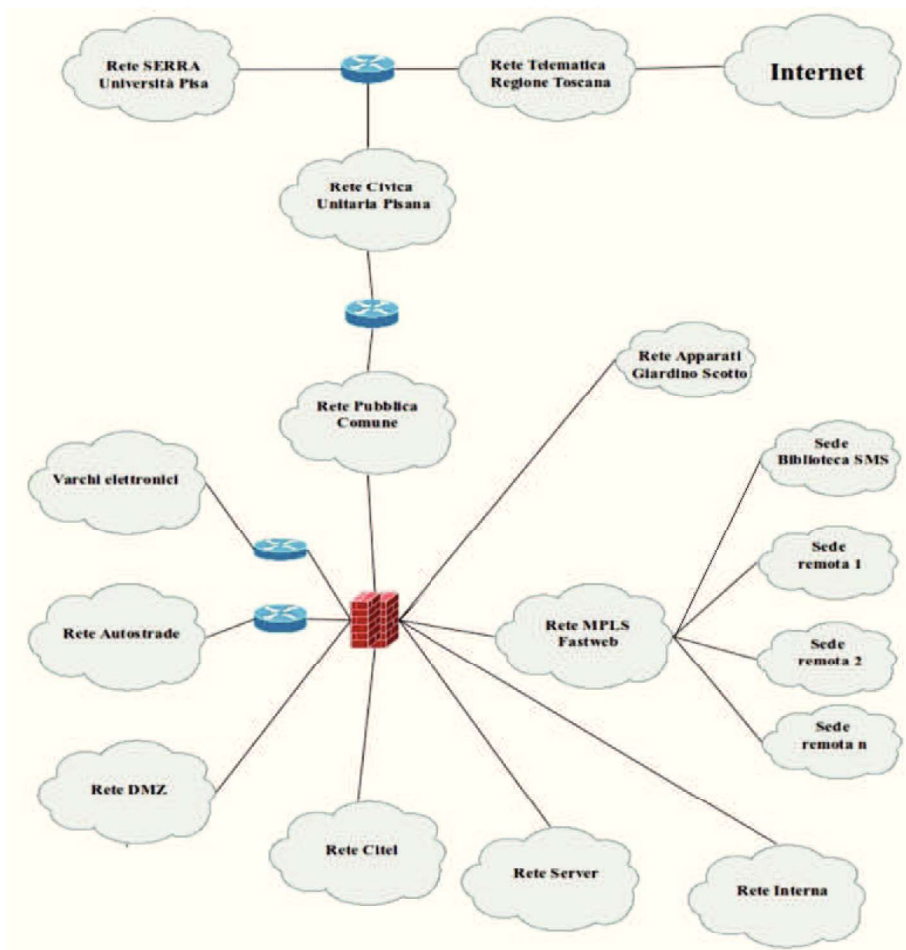 Rete SERRA
Università Pisa
Rete Telematica
Regione Toscana
Internet
Rete Civica
Unitaria Pisana
Rete Apparati
Giardino Scotto
Rete Pubblica
Comune
Sede
Biblioteca SMS
Varchi elettronici
Sede
remota 1
Rete Autostrade
Rete MPLS
Fastweb
Sede
remota 2
Sede
remota n
Rete DMZ
Rete Citel
Rete Server
Rete Interna